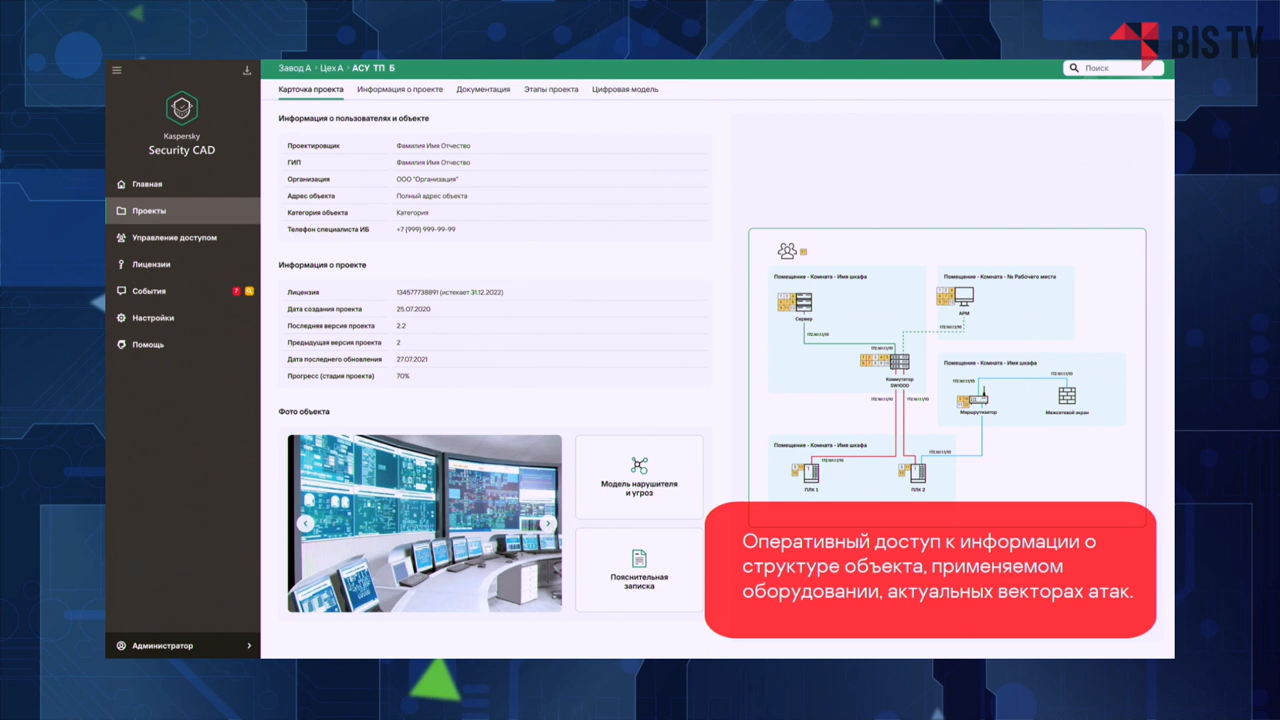 BIS TV
Завод А › Цех А › АСУ ТП Б
Поиск
Kaspersky
Security CAD
Главная
Проекты
Управление доступом
Лицензии
События 7
Настройки
Помощь
Администратор
Карточка проекта Информация о проекте Документация Этапы проекта Цифровая модель
Информация о пользователях и объекте
Проектировщик Фамилия Имя Отчество
ГИП Фамилия Имя Отчество
Организация ООО "Организация"
Адрес объекта Полный адрес объекта
Категория объекта Категория
Телефон специалиста ИБ +7 (999) 999-99-99
Информация о проекте
Лицензия 134577738891 (истекает 31.12.2022)
Дата создания проекта 25.07.2020
Последняя версия проекта 2.2
Предыдущая версия проекта 2
Дата последнего обновления 27.07.2021
Прогресс (стадия проекта) 70%
Фото объекта
Модель нарушителя
и угроз
Пояснительная
записка
Помещение - Комната - Имя шкафа
Сервер
Помещение - Комната - № Рабочего места
АРМ
Коммутатор
SW1000
Помещение - Комната - Имя шкафа
Маршрутизатор
Межсетевой экран
Помещение - Комната - Имя шкафа
ПЛК 1
ПЛК 2
Оперативный доступ к информации о
структуре объекта, применяемом
оборудовании, актуальных векторах атак.